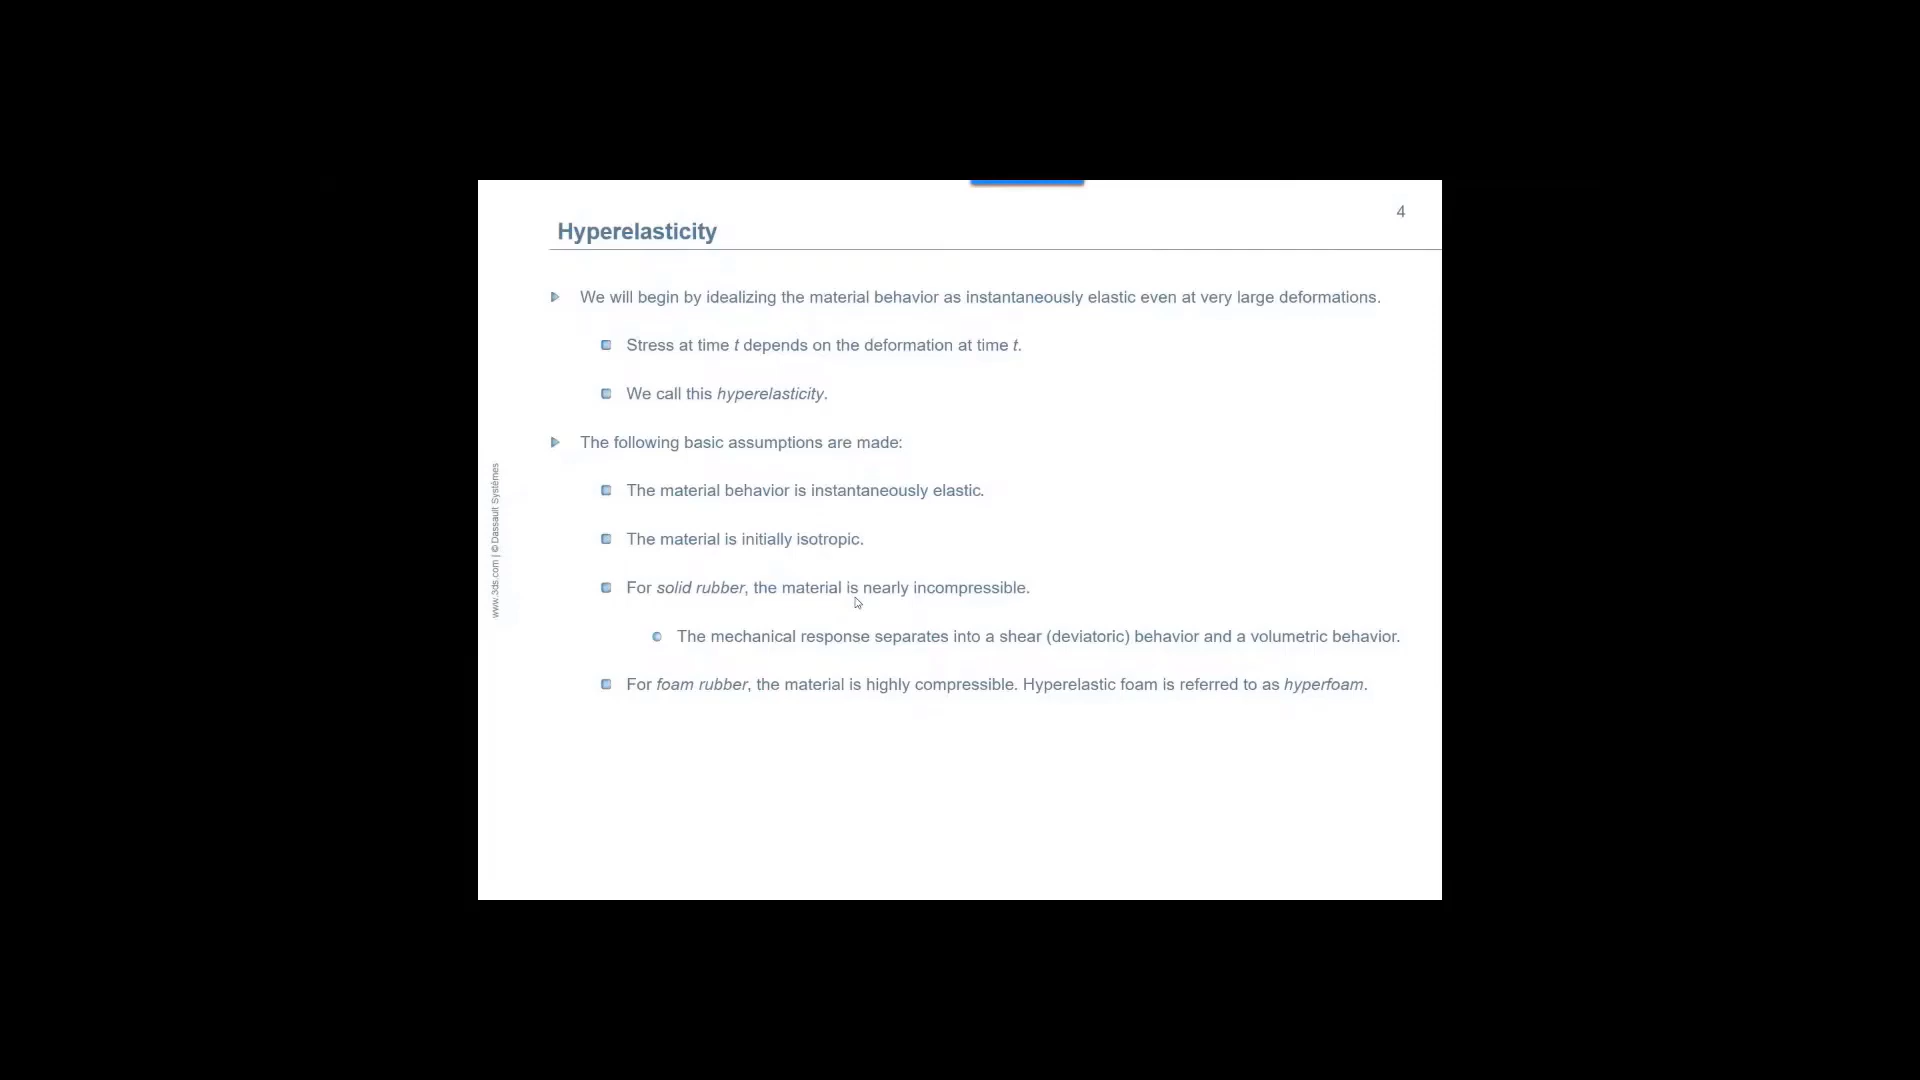 4
Hyperelasticity
We will begin by idealizing the material behavior as instantaneously elastic even at very large deformations.
Stress at time t depends on the deformation at time t.
We call this hyperelasticity.
The following basic assumptions are made:
The material behavior is instantaneously elastic.
The material is initially isotropic.
For solid rubber, the material is nearly incompressible.
The mechanical response separates into a shear (deviatoric) behavior and a volumetric behavior.
For foam rubber, the material is highly compressible. Hyperelastic foam is referred to as hyperfoam.
www.3ds.com | © Dassault Systèmes